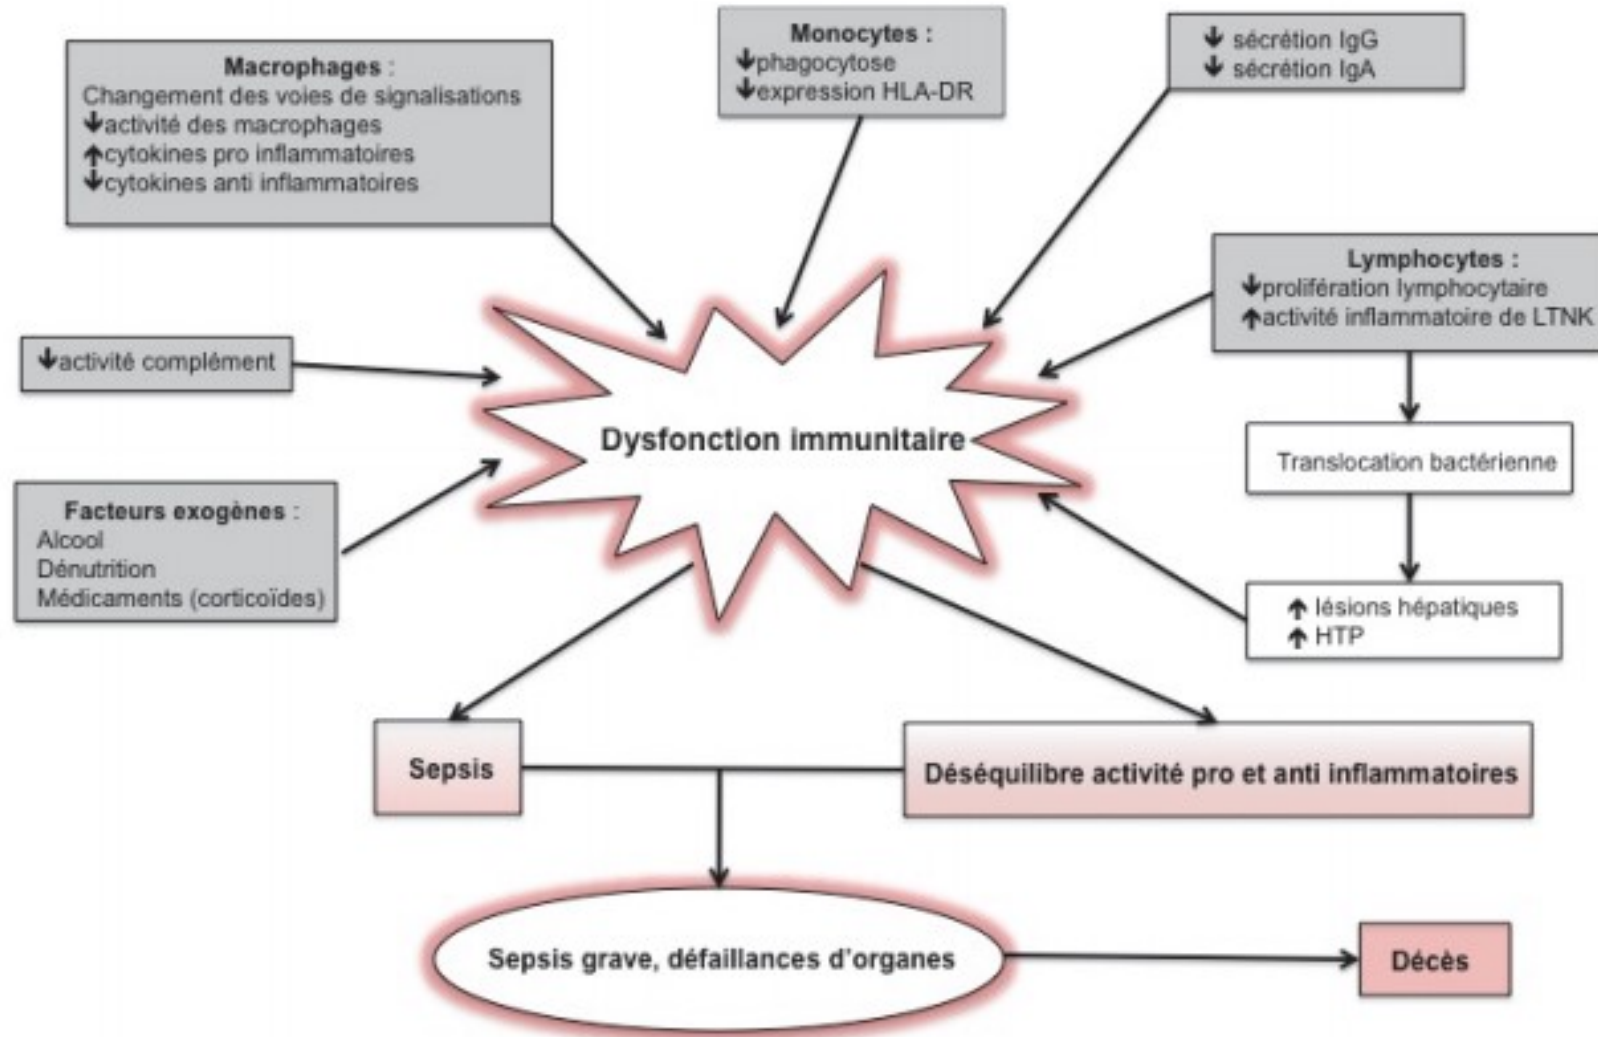 Macrophages :
Changement des voies de signalisations
↓activité des macrophages
↑cytokines pro inflammatoires
↓cytokines anti inflammatoires
Monocytes :
↓phagocytose
↓expression HLA-DR
↓ sécrétion IgG
↓ sécrétion IgA
Lymphocytes :
↓prolifération lymphocytaire
↑activité inflammatoire de LTNK
↓activité complément
Dysfonction immunitaire
Translocation bactérienne
Facteurs exogènes :
Alcool
Dénutrition
Médicaments (corticoïdes)
↑ lésions hépatiques
↑ HTP
Sepsis
Déséquilibre activité pro et anti inflammatoires
Sepsis grave, défaillances d'organes
Décès